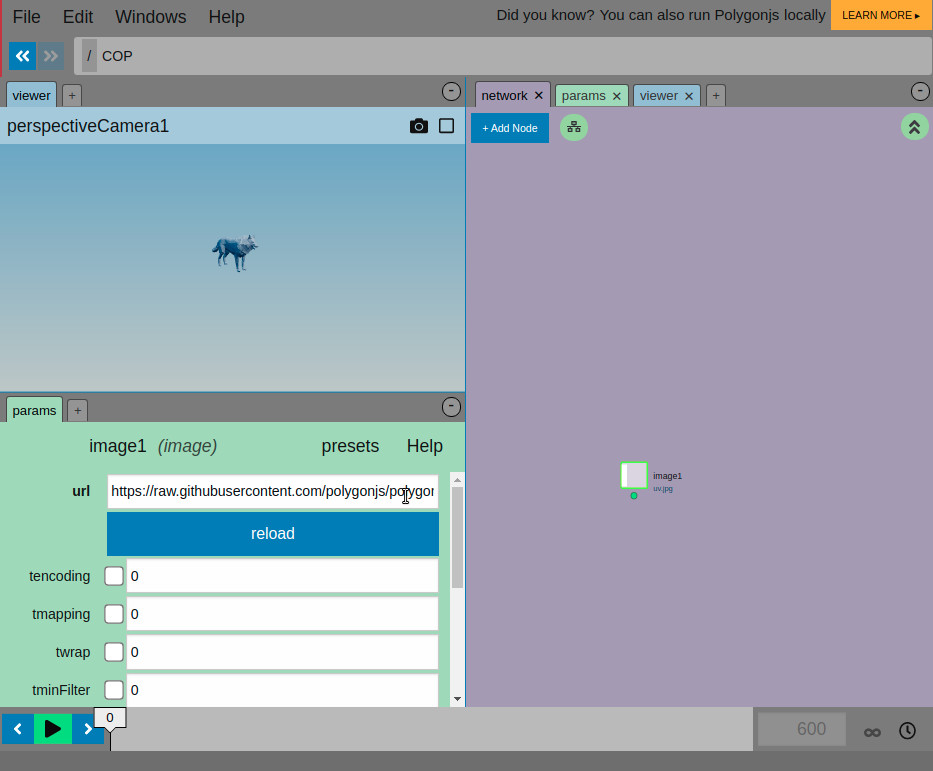 File Edit Windows Help
Did you know? You can also run Polygonjs locally
LEARN MORE ▸
/ COP
viewer +
perspectiveCamera1
network × params × viewer × +
+ Add Node
image1
uv.jpg
params +
image1 (image) presets Help
url https://raw.githubusercontent.com/polygonjs/polygon
reload
tencoding 0
tmapping 0
twrap 0
tminFilter 0
0
600